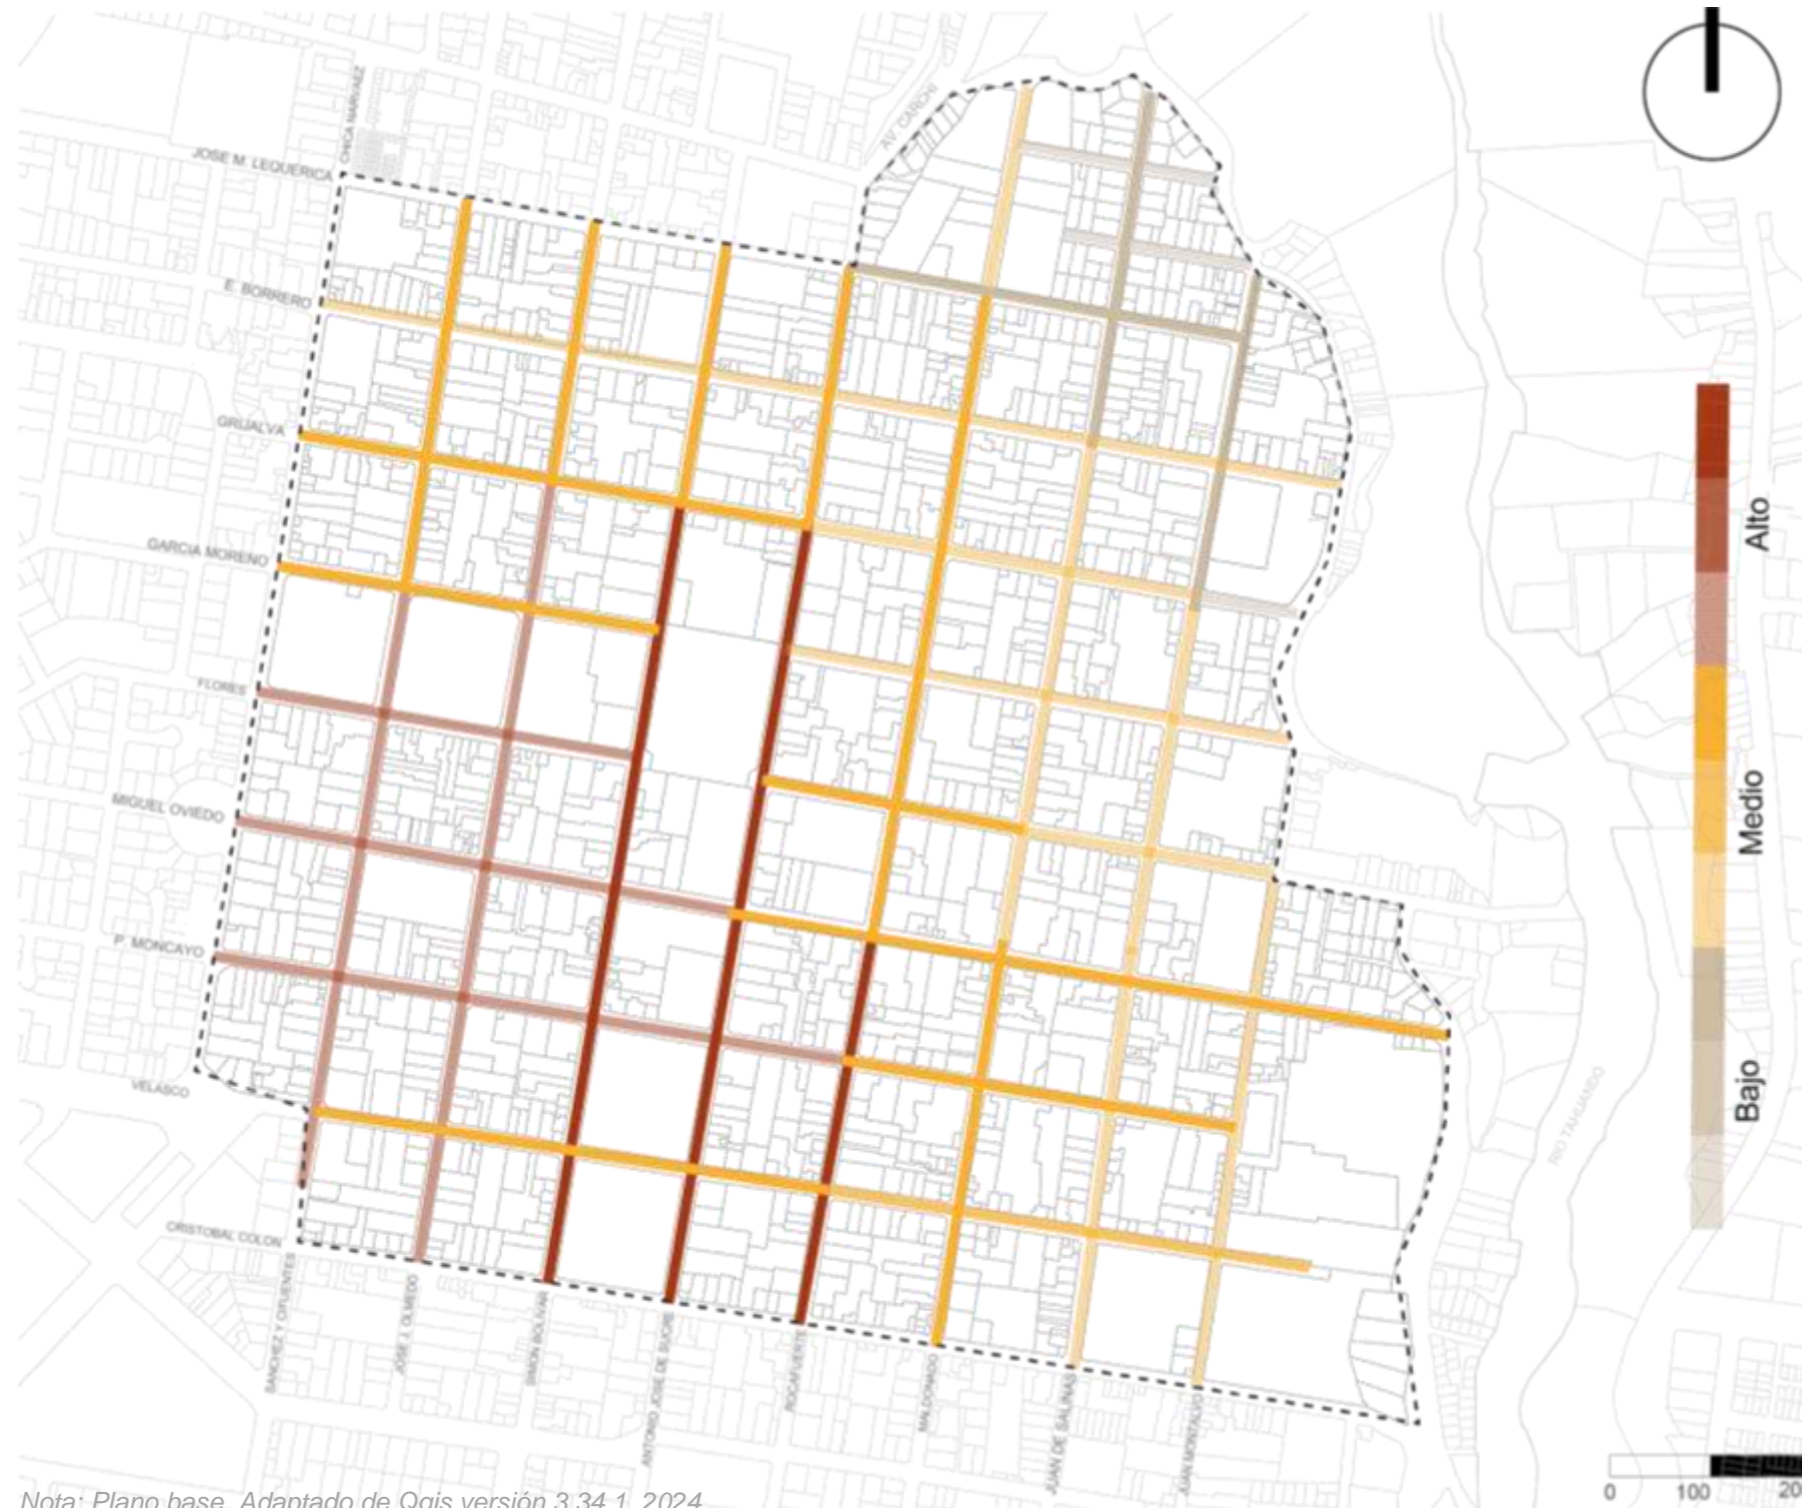 CHICA NARVAEZ
AV. CARCHI
JOSE M. LEQUERICA
E. BORRERO
GRIJALVA
GARCIA MORENO
FLORES
MIGUEL OVIEDO
P. MONCAYO
VELASCO
CRISTOBAL COLON
SANCHEZ Y CIFUENTES
JOSE J. OLMEDO
SIMON BOLIVAR
ANTONIO JOSE DE SUCRE
ROCAFUERTE
MALDONADO
JUAN DE SALINAS
JUAN MONTALVO
RIO TAHUANDO
Alto
Medio
Bajo
0 100 20
Nota: Plano base. Adaptado de Qgis versión 3.34.1, 2024